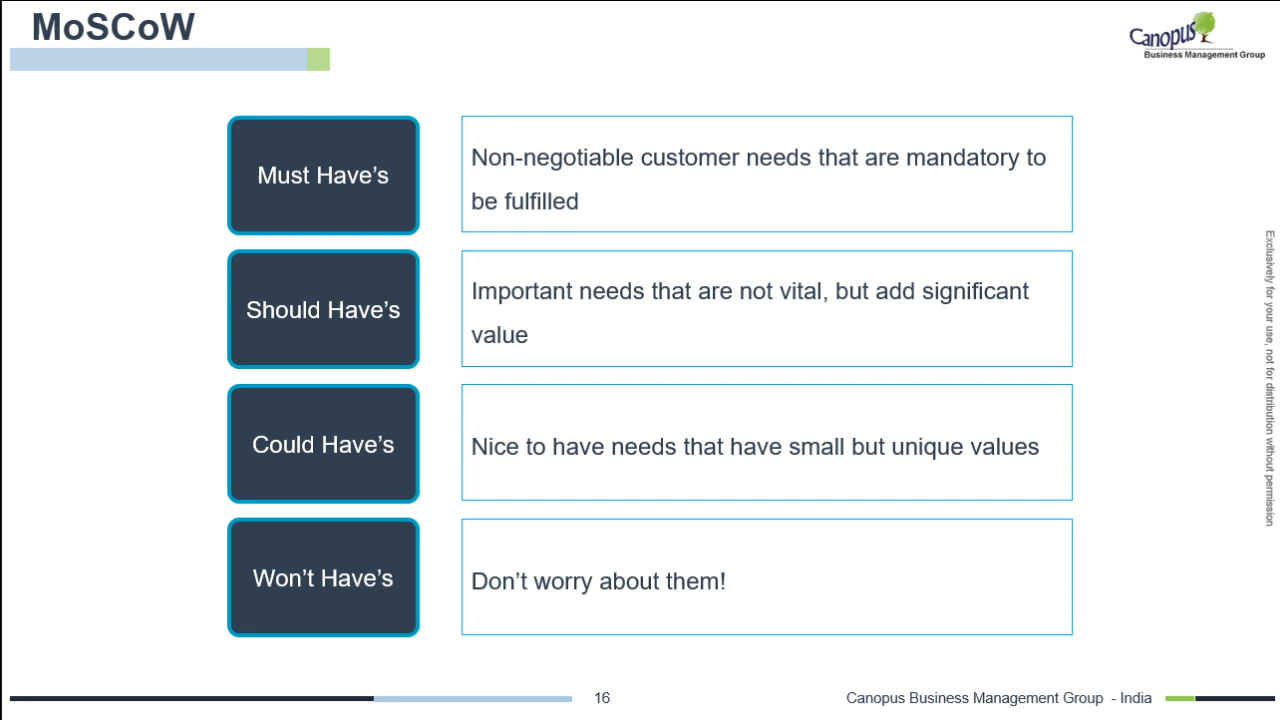 MoSCoW
Canopus
Business Management Group
Must Have’s
Non-negotiable customer needs that are mandatory to
be fulfilled
Should Have’s
Important needs that are not vital, but add significant
value
Could Have’s
Nice to have needs that have small but unique values
Won’t Have’s
Don’t worry about them!
Exclusively for your use, not for distribution without permission
16
Canopus Business Management Group - India